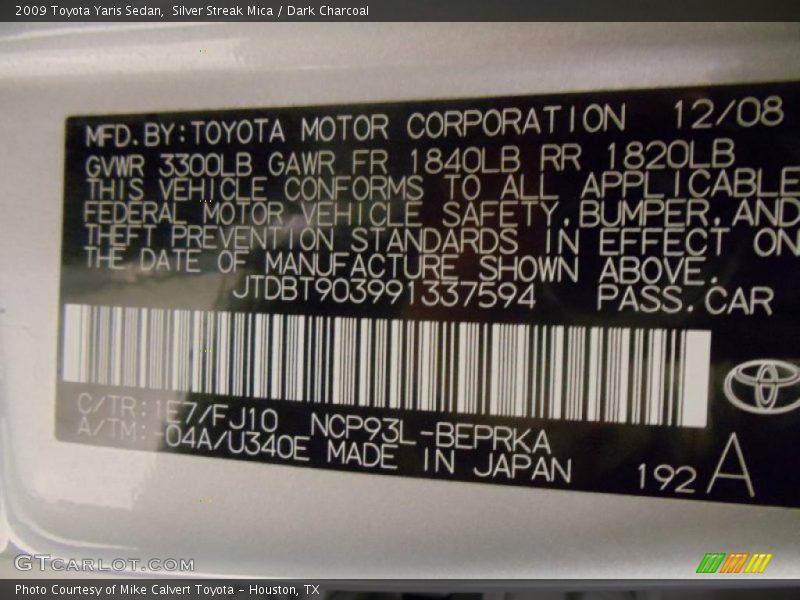 2009 Toyota Yaris Sedan,  Silver Streak Mica / Dark Charcoal
MFD.BY:TOYOTA MOTOR CORPORATION 12/08
GVWR 3300LB GAWR FR 1840LB RR 1820LB
THIS VEHICLE CONFORMS TO ALL APPLICABLE
FEDERAL MOTOR VEHICLE SAFETY, BUMPER, AND
THEFT PREVENTION STANDARDS IN EFFECT ON
THE DATE OF MANUFACTURE SHOWN ABOVE.
JTDBT903991337594 PASS.CAR
C/TR:1E7/FJ10 NCP93L-BEPRKA
A/TM:-04A/U340E MADE IN JAPAN
192 A
GTCARLOT.COM
Photo Courtesy of Mike Calvert Toyota - Houston, TX